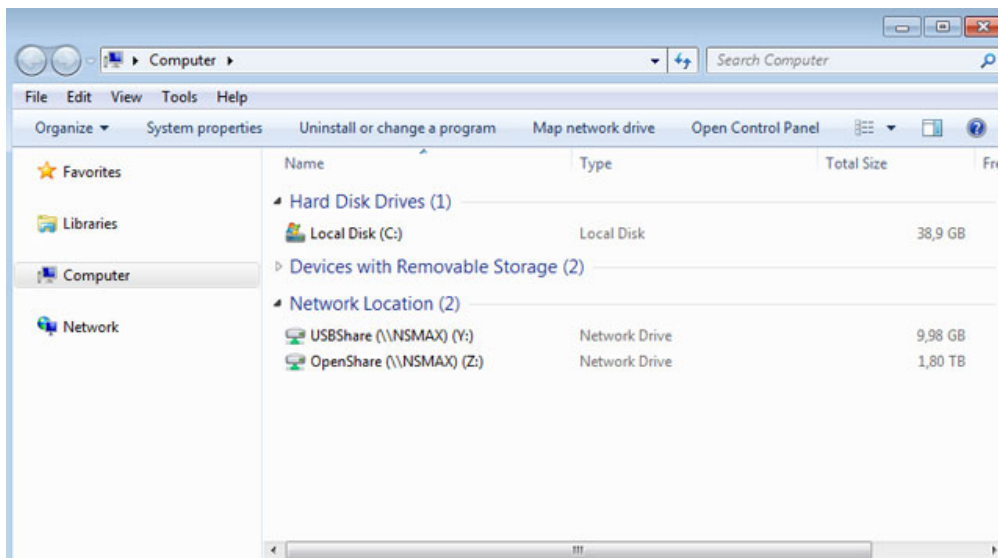 Computer
Search Computer
File Edit View Tools Help
Organize System properties Uninstall or change a program Map network drive Open Control Panel
Name Type Total Size
Favorites
Hard Disk Drives (1)
Libraries
Local Disk (C:) Local Disk 38,9 GB
Devices with Removable Storage (2)
Computer
Network Location (2)
Network
USBShare (\\NSMAX) (Y:) Network Drive 9,98 GB
OpenShare (\\NSMAX) (Z:) Network Drive 1,80 TB